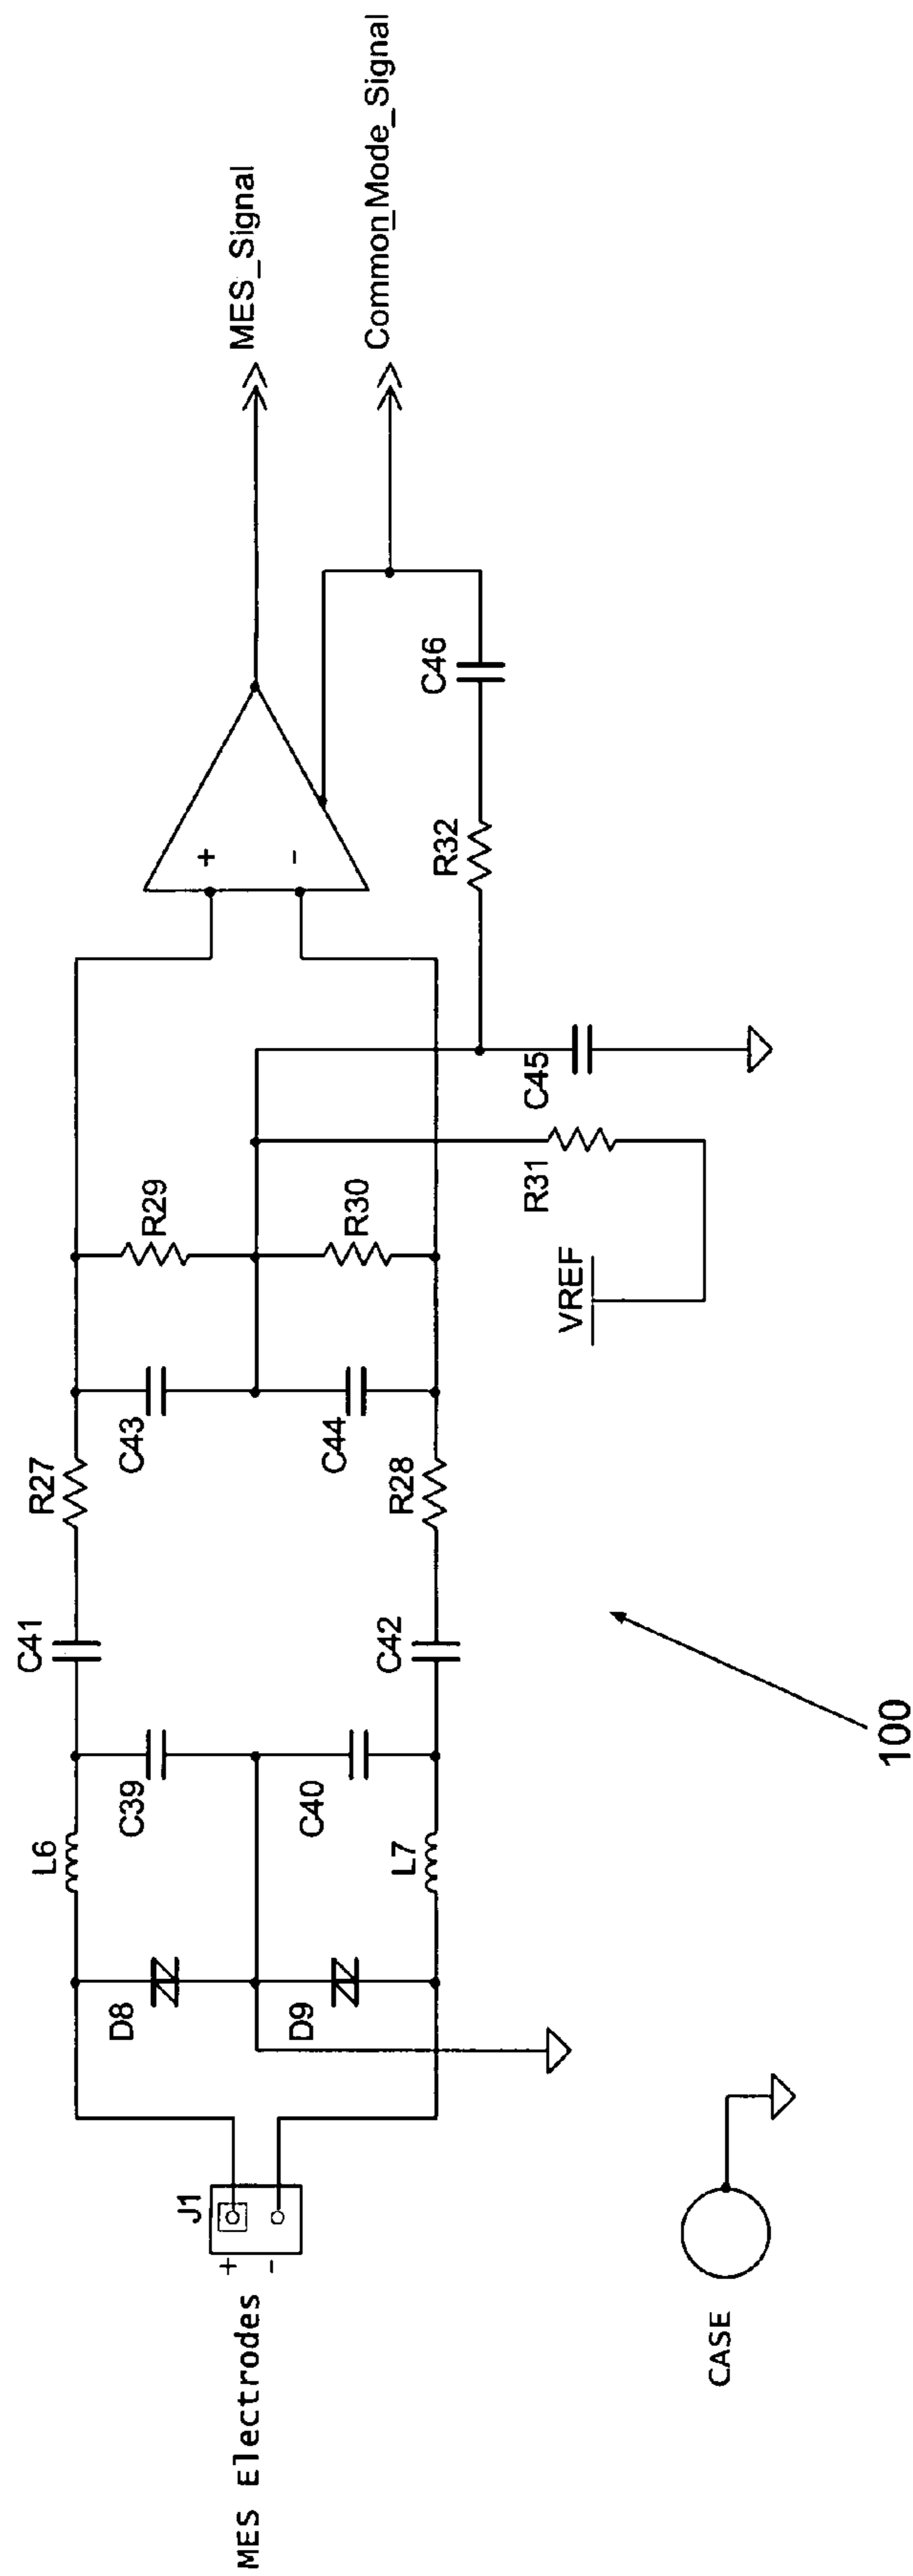 MES Electrodes
+
-
J1
D8
D9
L6
L7
C39
C40
C41
C42
R27
R28
C43
C44
R29
R30
VREF
R31
C45
R32
C46
+
-
MES_Signal
Common_Mode_Signal
CASE
100